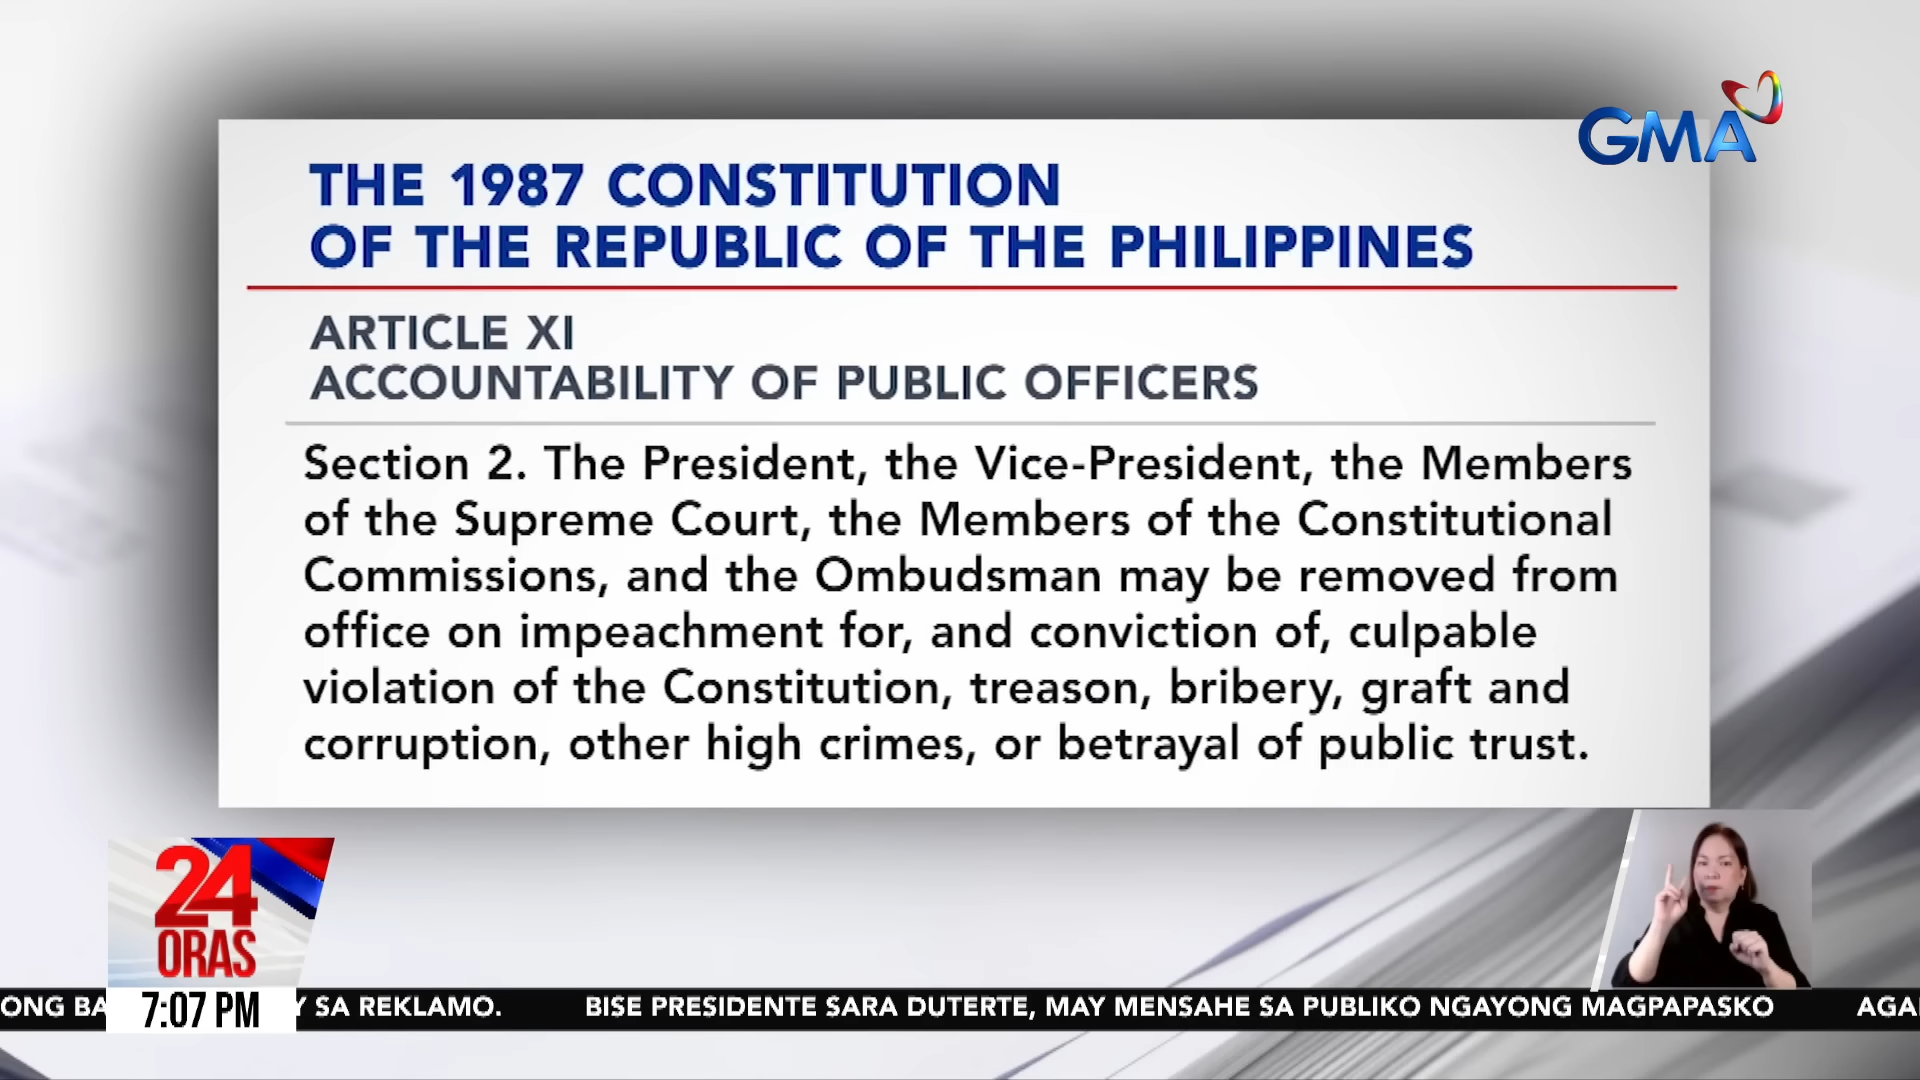 GMA
THE 1987 CONSTITUTION
OF THE REPUBLIC OF THE PHILIPPINES
ARTICLE XI
ACCOUNTABILITY OF PUBLIC OFFICERS
Section 2. The President, the Vice-President, the Members
of the Supreme Court, the Members of the Constitutional
Commissions, and the Ombudsman may be removed from
office on impeachment for, and conviction of, culpable
violation of the Constitution, treason, bribery, graft and
corruption, other high crimes, or betrayal of public trust.
24
ORAS
7:07 PM
ONG BA Y SA REKLAMO. BISE PRESIDENTE SARA DUTERTE, MAY MENSAHE SA PUBLIKO NGAYONG MAGPAPASKO AGA